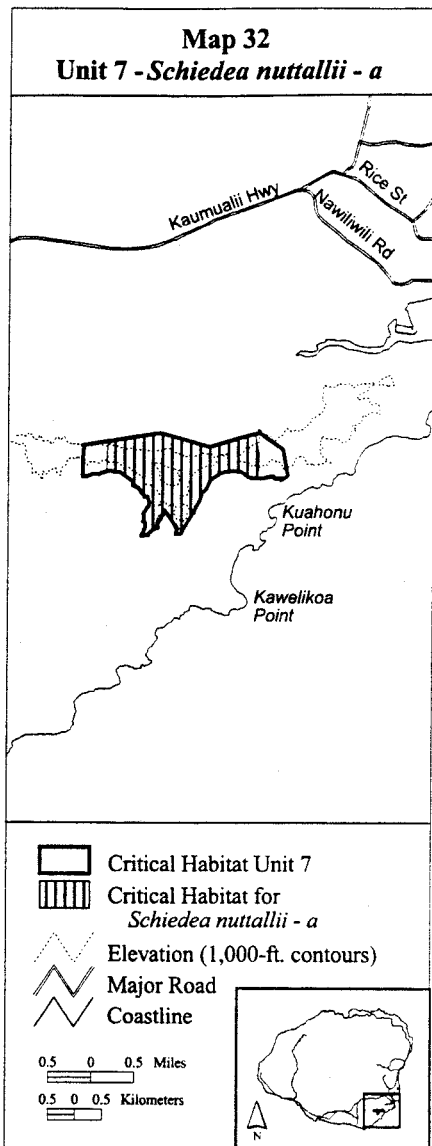 Map 32
Unit 7 - Schiedea nuttallii - a
Rice St
Kaumualii Hwy
Nawiliwili Rd
Kuahonu
Point
Kawelikoa
Point
Critical Habitat Unit 7
Critical Habitat for
Schiedea nuttallii - a
Elevation (1,000-ft. contours)
Major Road
Coastline
0.5 0 0.5 Miles
0.5 0 0.5 Kilometers
N